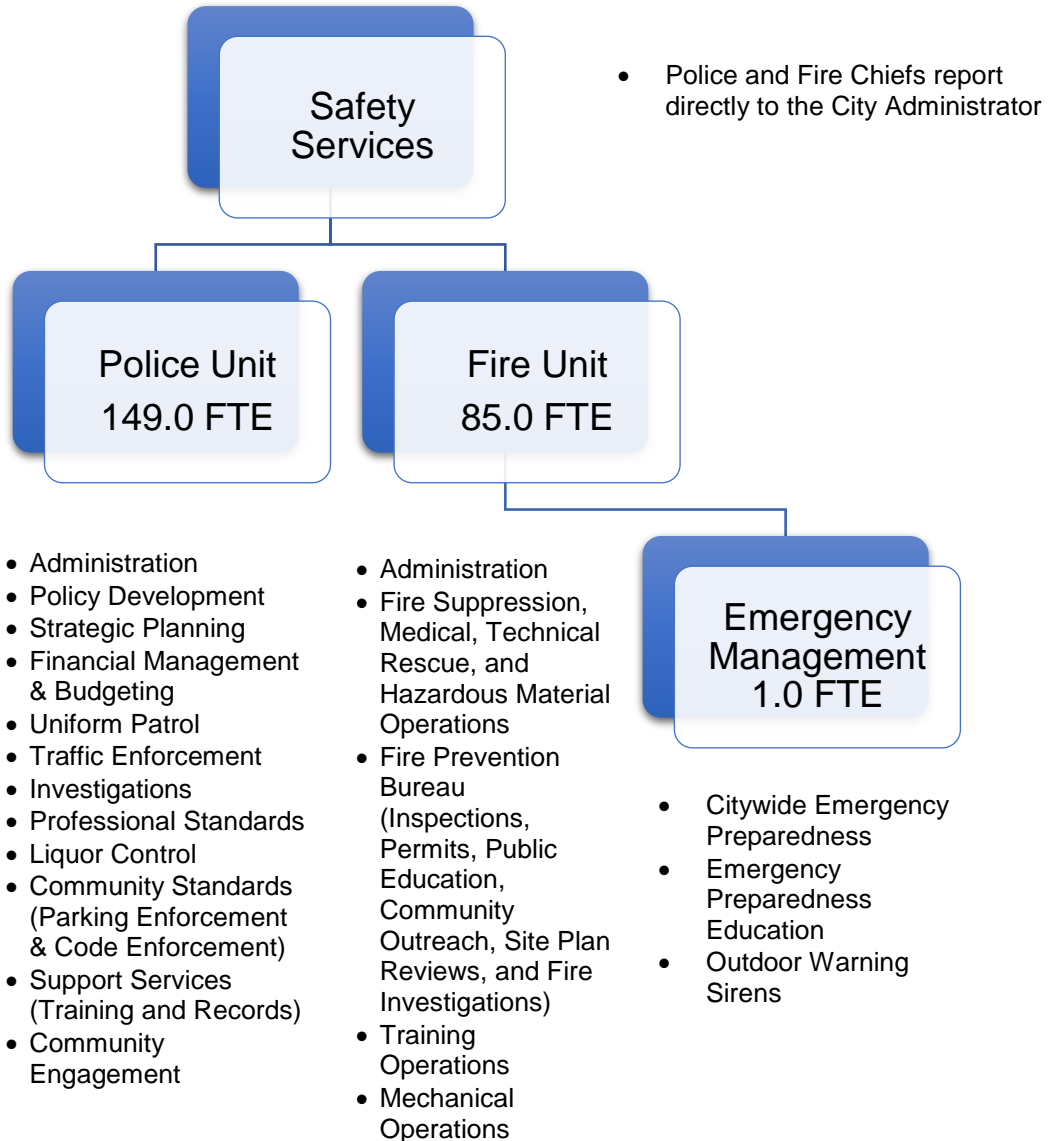 Safety
Services
• Police and Fire Chiefs report
directly to the City Administrator
Police Unit
149.0 FTE
Fire Unit
85.0 FTE
Emergency
Management
1.0 FTE
• Administration
• Policy Development
• Strategic Planning
• Financial Management
& Budgeting
• Uniform Patrol
• Traffic Enforcement
• Investigations
• Professional Standards
• Liquor Control
• Community Standards
(Parking Enforcement
& Code Enforcement)
• Support Services
(Training and Records)
• Community
Engagement
• Administration
• Fire Suppression,
Medical, Technical
Rescue, and
Hazardous Material
Operations
• Fire Prevention
Bureau
(Inspections,
Permits, Public
Education,
Community
Outreach, Site Plan
Reviews, and Fire
Investigations)
• Training
Operations
• Mechanical
Operations
• Citywide Emergency
Preparedness
• Emergency
Preparedness
Education
• Outdoor Warning
Sirens